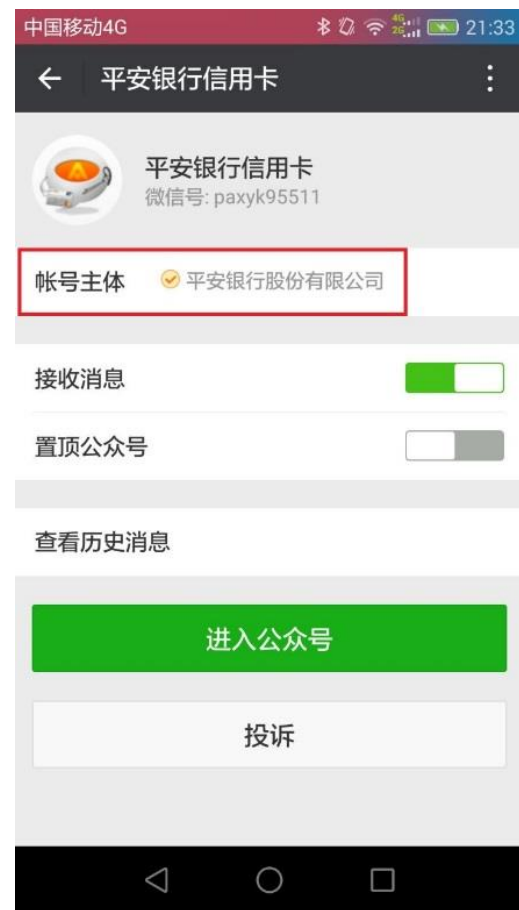 中国移动4G 4G 2G 21:33
平安银行信用卡
平安银行信用卡
微信号: paxyk95511
帐号主体 平安银行股份有限公司
接收消息
置顶公众号
查看历史消息
进入公众号
投诉